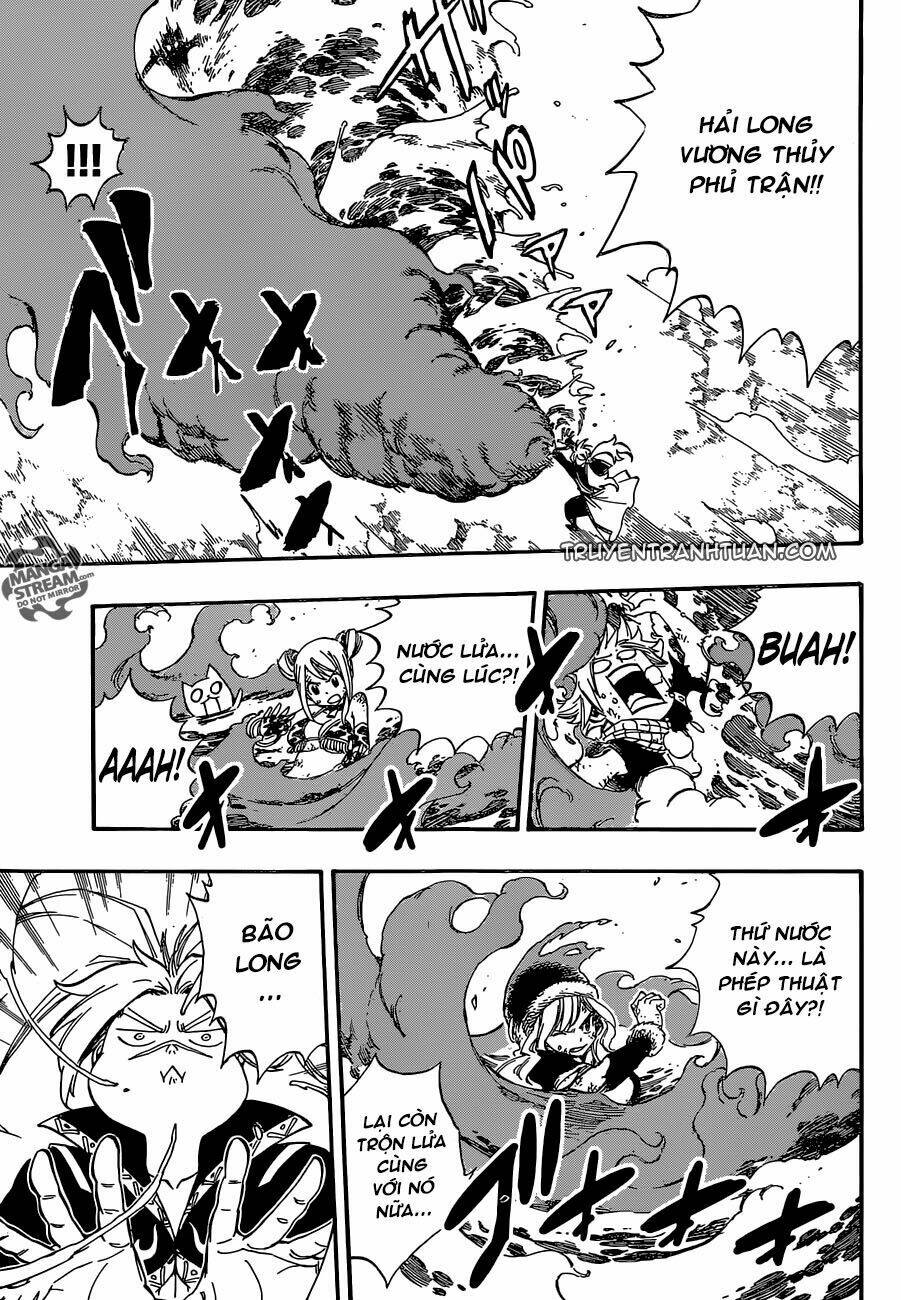 HẢI LONG
VƯƠNG THỦY
PHỦ TRẬN!!
!!!
TRUYENTRANHTUAN.COM
MANGA
STREAM.com
DO NOT MIRROR!
BUAH!
NƯỚC LỬA...
CÙNG LÚC?!
AAAH!
THỨ NƯỚC
NÀY... LÀ
PHÉP THUẬT
GÌ ĐÂY?!
LẠI CÒN
TRỘN LỬA
CÙNG
VỚI NÓ
NỮA...
BÃO
LONG
...